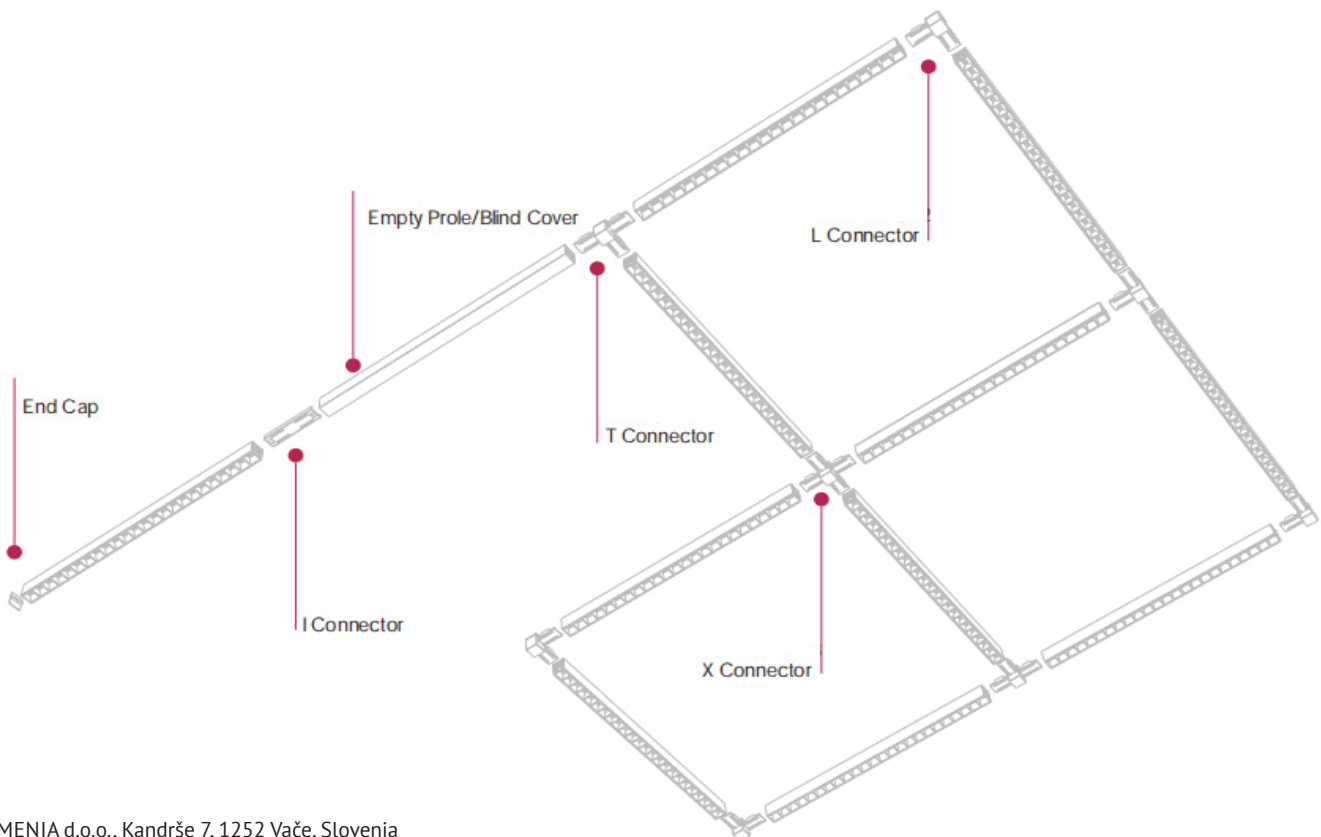 Empty Prole/Blind Cover
L Connector
End Cap
T Connector
I Connector
X Connector
MENIA d.o.o., Kandrše 7, 1252 Vače, Slovenia